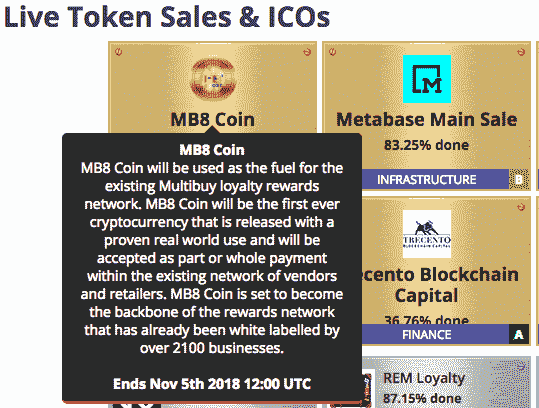 Live Token Sales & ICOs
MB8 Coin
MB8 Coin
MB8 Coin will be used as the fuel for the
existing Multibuy loyalty rewards
network. MB8 Coin will be the first ever
cryptocurrency that is released with a
proven real world use and will be
accepted as part or whole payment
within the existing network of vendors
and retailers. MB8 Coin is set to become
the backbone of the rewards network
that has already been white labelled by
over 2100 businesses.
Ends Nov 5th 2018 12:00 UTC
Metabase Main Sale
83.25% done
INFRASTRUCTURE
B
TRECENTO
BLOCKCHAIN CAPITAL
ecento Blockchain
Capital
36.76% done
FINANCE
A
REM Loyalty
87.15% done